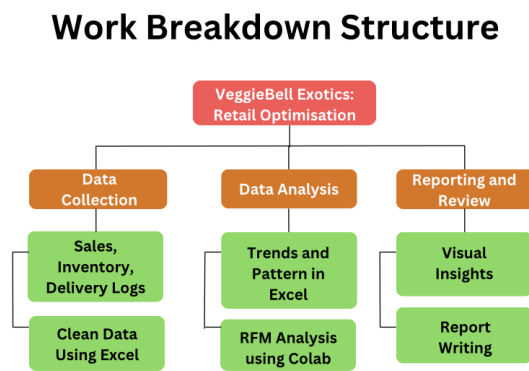 Work Breakdown Structure
VeggieBell Exotics:
Retail Optimisation
Data
Collection
Data Analysis
Reporting and
Review
Sales,
Inventory,
Delivery Logs
Trends and
Pattern in
Excel
Visual
Insights
Clean Data
Using Excel
RFM Analysis
using Colab
Report
Writing